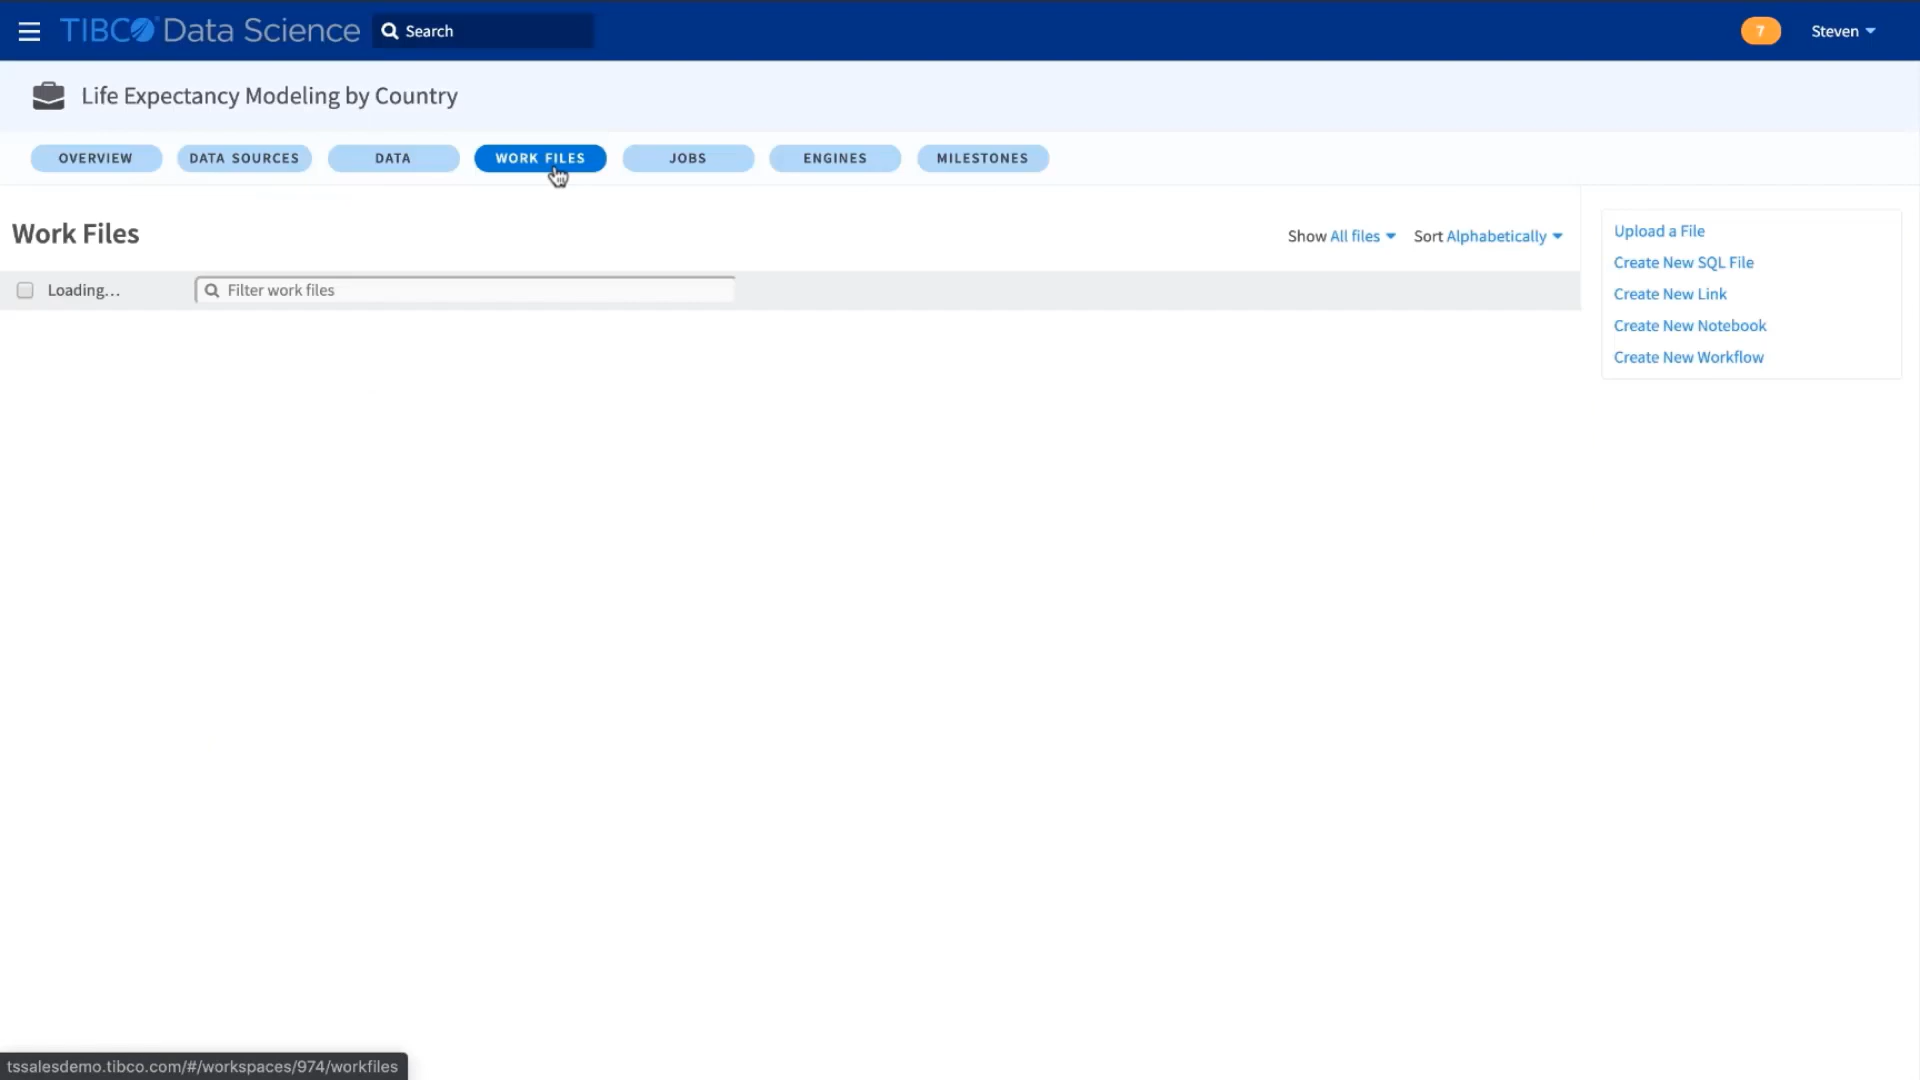 TIBCO Data Science Search 7 Steven
Life Expectancy Modeling by Country
OVERVIEW DATA SOURCES DATA WORK FILES JOBS ENGINES MILESTONES
Work Files
Show All files Sort Alphabetically
Loading... Filter work files
Upload a File
Create New SQL File
Create New Link
Create New Notebook
Create New Workflow
tssalesdemo.tibco.com/#/workspaces/974/workfiles